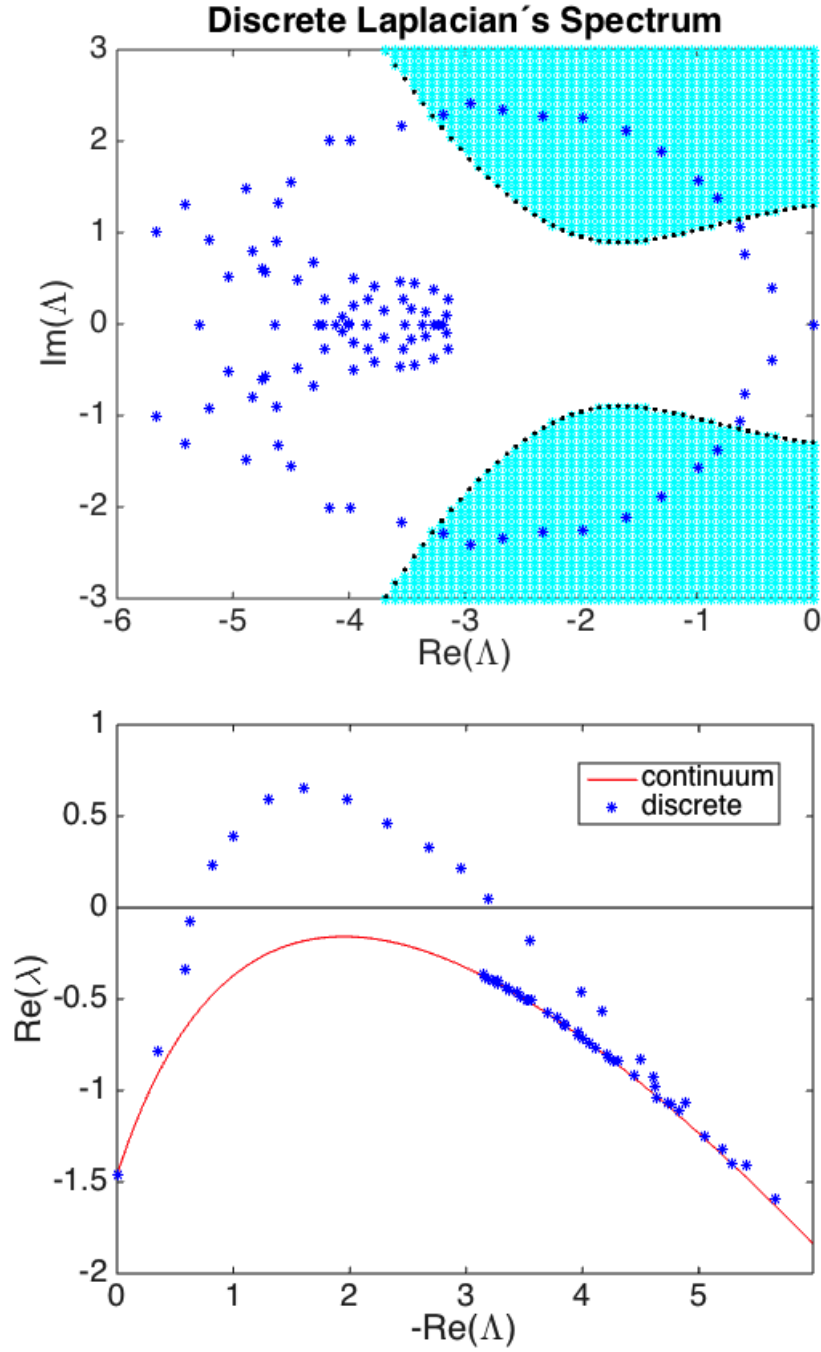 Discrete Laplacian´s Spectrum
3
2
1
0
-1
-2
-3
Im(Λ)
-6 -5 -4 -3 -2 -1 0
Re(Λ)
1
0.5
0
-0.5
-1
-1.5
-2
Re(λ)
continuum
discrete
0 1 2 3 4 5
-Re(Λ)